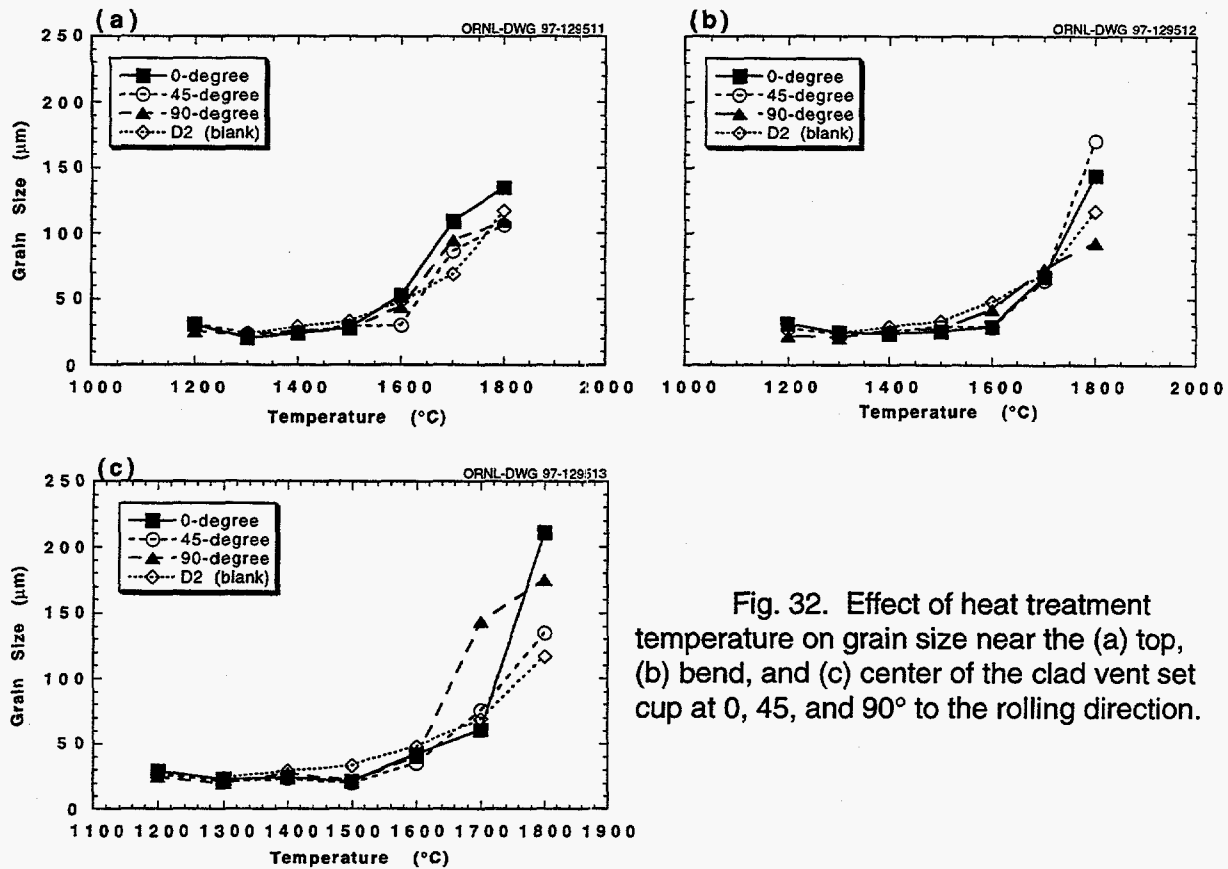 (a)
ORNL-DWG 97-129511
250
200
150
100
50
0
Grain Size (μm)
0-degree
45-degree
90-degree
D2 (blank)
1000 1200 1400 1600 1800 2000
Temperature (°C)
(b)
ORNL-DWG 97-129512
0-degree
45-degree
90-degree
D2 (blank)
1000 1200 1400 1600 1800 2000
Temperature (°C)
(c)
ORNL-DWG 97-129513
250
200
150
100
50
0
Grain Size (μm)
0-degree
45-degree
90-degree
D2 (blank)
1100 1200 1300 1400 1500 1600 1700 1800 1900
Temperature (°C)
Fig. 32. Effect of heat treatment
temperature on grain size near the (a) top,
(b) bend, and (c) center of the clad vent set
cup at 0, 45, and 90° to the rolling direction.